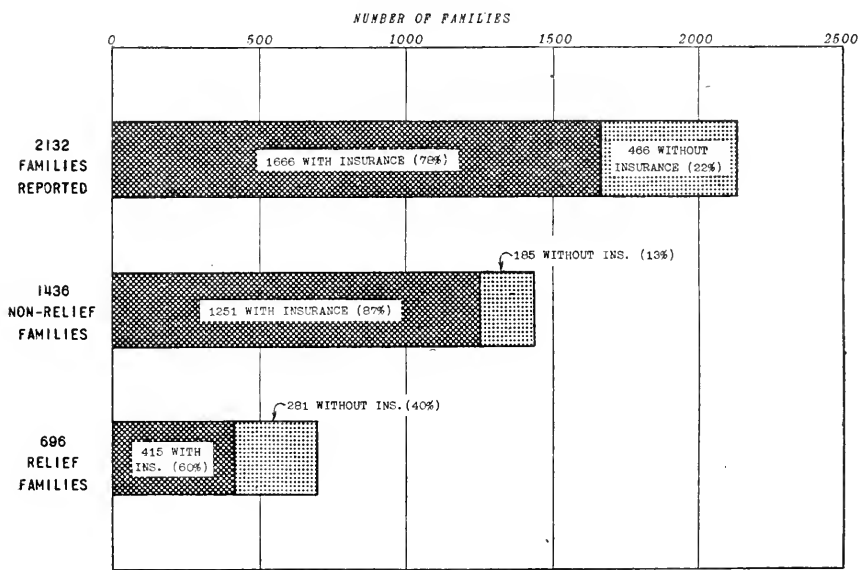 NUMBER OF FAMILIES
0 500 1000 1500 2000 2500
2132
FAMILIES
REPORTED
1666 WITH INSURANCE (78%)
466 WITHOUT
INSURANCE (22%)
185 WITHOUT INS. (13%)
1436
NON-RELIEF
FAMILIES
1251 WITH INSURANCE (87%)
281 WITHOUT INS. (40%)
696
RELIEF
FAMILIES
415 WITH
INS. (60%)